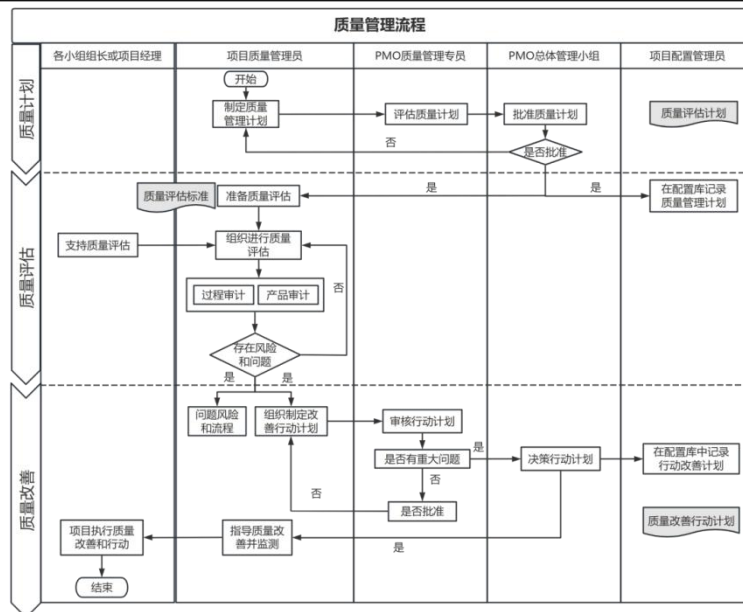 质量管理流程
各小组组长或项目经理
项目质量管理员
PMO质量管理专员
PMO总体管理小组
项目配置管理员
质量计划
开始
制定质量
管理计划
评估质量计划
批准质量计划
质量评估计划
否
是否批准
质量评估
质量评估标准
准备质量评估
是
是
在配置库记录
质量管理计划
支持质量评估
组织进行质量
评估
过程审计
产品审计
否
存在风险
和问题
是
是
质量改善
问题风险
和流程
组织制定改
善行动计划
审核行动计划
是否有重大问题
是
决策行动计划
在配置库中记录
行动改善计划
否
否
是否批准
质量改善行动计划
项目执行质量
改善和行动
指导质量改
善并监测
是
结束